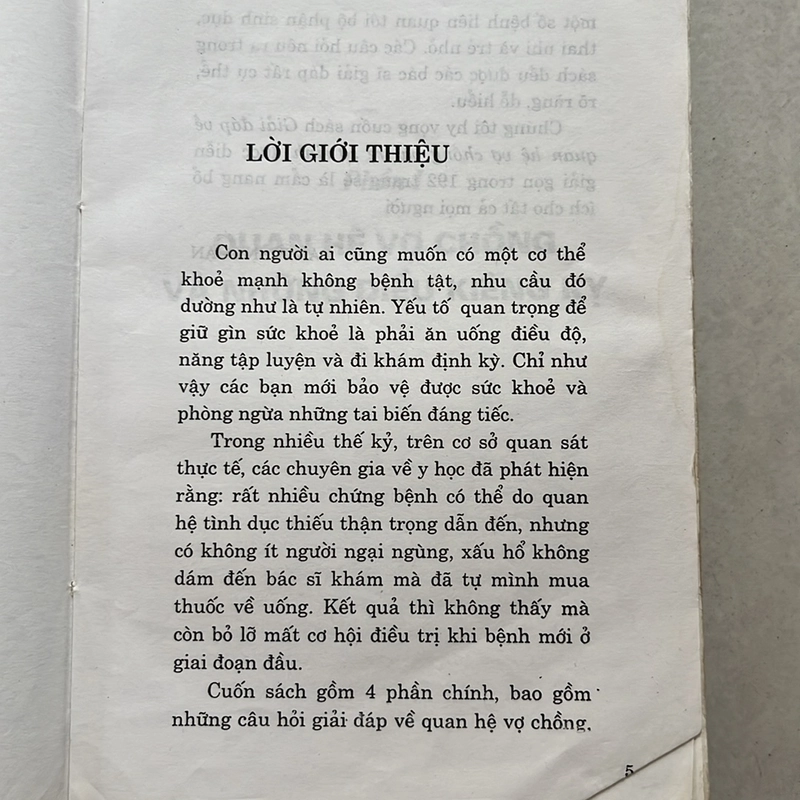 LỜI GIỚI THIỆU
Con người ai cũng muốn có một cơ thể
khoẻ mạnh không bệnh tật, nhu cầu đó
dường như là tự nhiên. Yếu tố quan trọng để
giữ gìn sức khoẻ là phải ăn uống điều độ,
năng tập luyện và đi khám định kỳ. Chỉ như
vậy các bạn mới bảo vệ được sức khoẻ và
phòng ngừa những tai biến đáng tiếc.
Trong nhiều thế kỷ, trên cơ sở quan sát
thực tế, các chuyên gia về y học đã phát hiện
rằng: rất nhiều chứng bệnh có thể do quan
hệ tình dục thiếu thận trọng dẫn đến, nhưng
có không ít người ngại ngùng, xấu hổ không
dám đến bác sĩ khám mà đã tự mình mua
thuốc về uống. Kết quả thì không thấy mà
còn bỏ lỡ mất cơ hội điều trị khi bệnh mới ở
giai đoạn đầu.
Cuốn sách gồm 4 phần chính, bao gồm
những câu hỏi giải đáp về quan hệ vợ chồng,
5